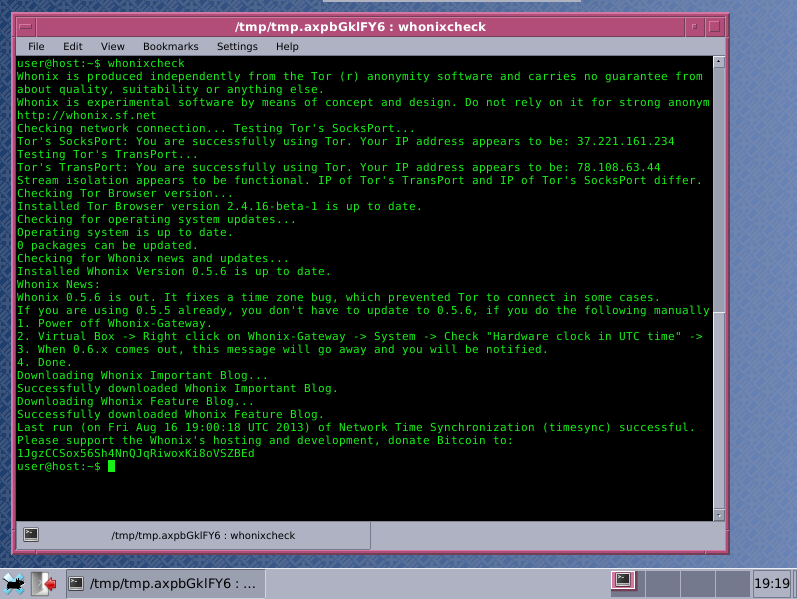 /tmp/tmp.axpbGklFY6 : whonixcheck
File Edit View Bookmarks Settings Help
user@host:~$ whonixcheck
Whonix is produced independently from the Tor (r) anonymity software and carries no guarantee from
about quality, suitability or anything else.
Whonix is experimental software by means of concept and design. Do not rely on it for strong anonym
http://whonix.sf.net
Checking network connection... Testing Tor's SocksPort...
Tor's SocksPort: You are successfully using Tor. Your IP address appears to be: 37.221.161.234
Testing Tor's TransPort...
Tor's TransPort: You are successfully using Tor. Your IP address appears to be: 78.108.63.44
Stream isolation appears to be functional. IP of Tor's TransPort and IP of Tor's SocksPort differ.
Checking Tor Browser version...
Installed Tor Browser version 2.4.16-beta-1 is up to date.
Checking for operating system updates...
Operating system is up to date.
0 packages can be updated.
Checking for Whonix news and updates...
Installed Whonix Version 0.5.6 is up to date.
Whonix News:
Whonix 0.5.6 is out. It fixes a time zone bug, which prevented Tor to connect in some cases.
If you are using 0.5.5 already, you don't have to update to 0.5.6, if you do the following manually
1. Power off Whonix-Gateway.
2. Virtual Box -> Right click on Whonix-Gateway -> System -> Check "Hardware clock in UTC time" ->
3. When 0.6.x comes out, this message will go away and you will be notified.
4. Done.
Downloading Whonix Important Blog...
Successfully downloaded Whonix Important Blog.
Downloading Whonix Feature Blog...
Successfully downloaded Whonix Feature Blog.
Last run (on Fri Aug 16 19:00:18 UTC 2013) of Network Time Synchronization (timesync) successful.
Please support the Whonix's hosting and development, donate Bitcoin to:
1JgzCCSox56Sh4NnQJqRiwoxKi8oVSZBEd
user@host:~$
/tmp/tmp.axpbGklFY6 : whonixcheck
/tmp/tmp.axpbGklFY6 : ...
19:19